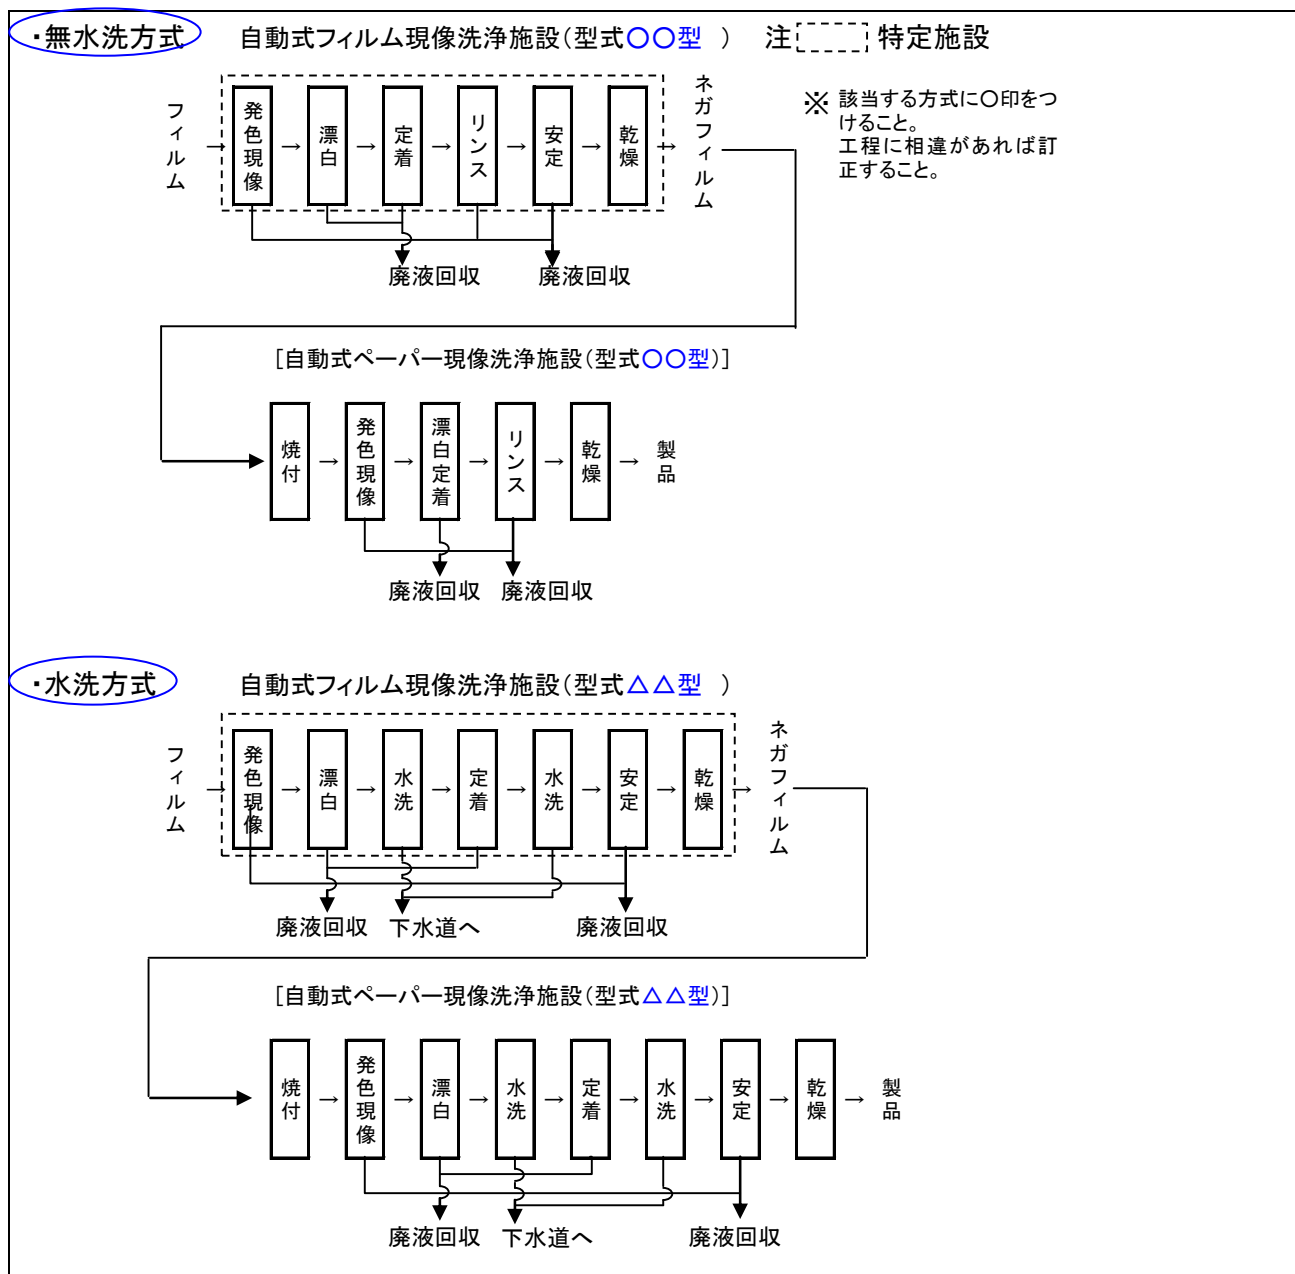 ・無水洗方式 自動式フィルム現像洗浄施設(型式〇〇型 ) 注 特定施設
※ 該当する方式に〇印をつ
けること。
工程に相違があれば訂
正すること。
フィルム → 発色現像 → 漂白 → 定着 → リンス → 安定 → 乾燥 → ネガフィルム
廃液回収 廃液回収
[自動式ペーパー現像洗浄施設(型式〇〇型)]
焼付 → 発色現像 → 漂白定着 → リンス → 乾燥 → 製品
廃液回収 廃液回収
・水洗方式 自動式フィルム現像洗浄施設(型式△△型 )
フィルム → 発色現像 → 漂白 → 水洗 → 定着 → 水洗 → 安定 → 乾燥 → ネガフィルム
廃液回収 下水道へ 廃液回収
[自動式ペーパー現像洗浄施設(型式△△型)]
焼付 → 発色現像 → 漂白 → 水洗 → 定着 → 水洗 → 安定 → 乾燥 → 製品
廃液回収 下水道へ 廃液回収